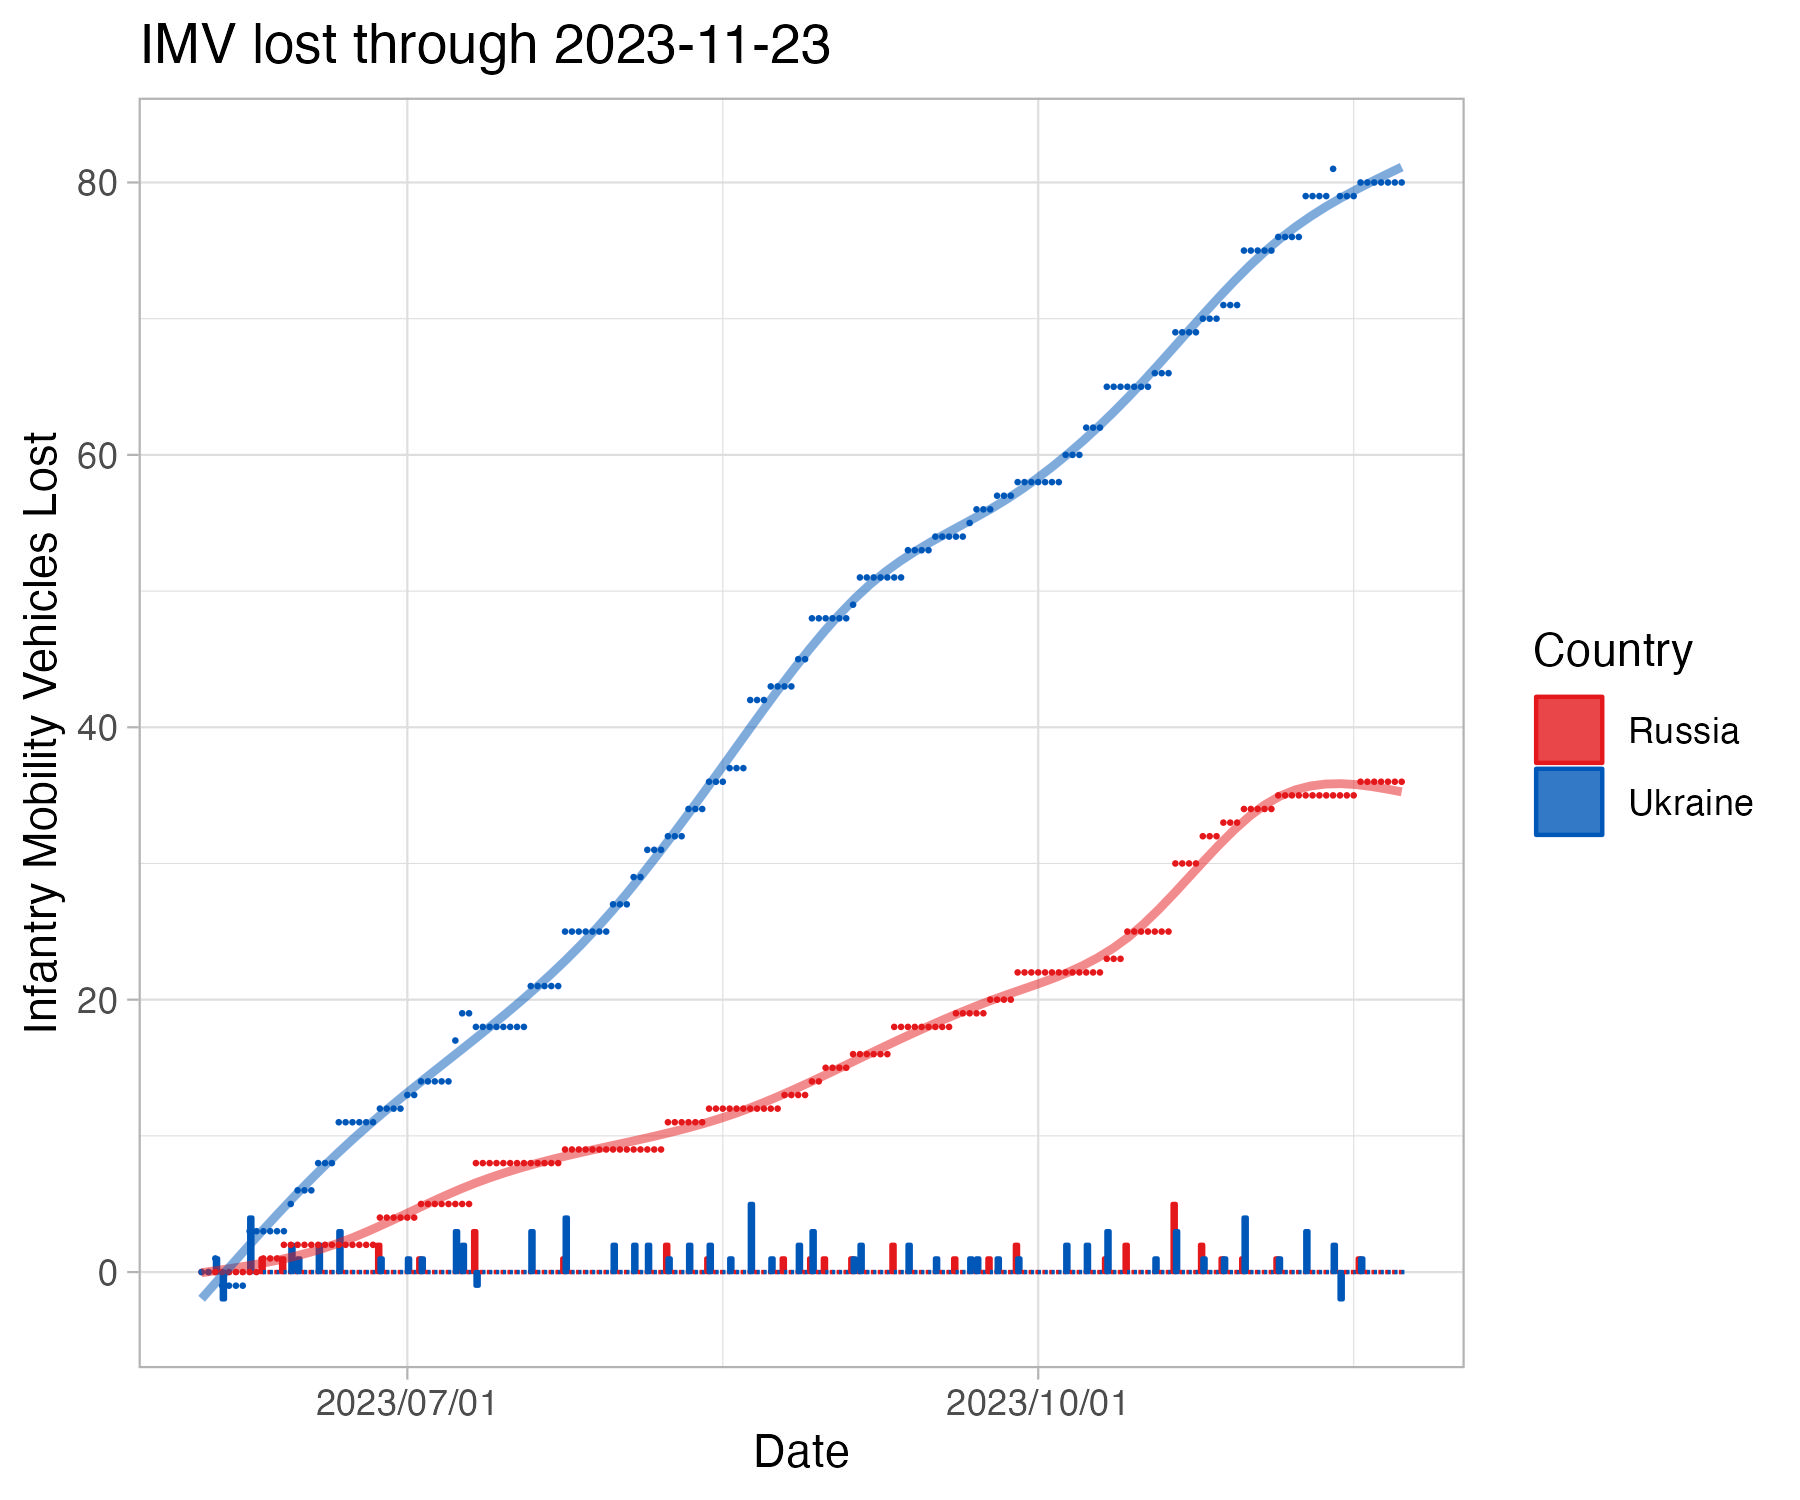 IMV lost through 2023-11-23
Infantry Mobility Vehicles Lost
80
60
40
20
0
2023/07/01
2023/10/01
Date
Country
Russia
Ukraine